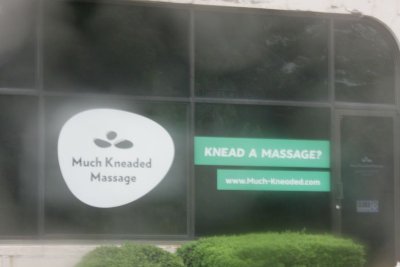 Much Kneaded
Massage
KNEAD A MASSAGE?
www.Much-Kneaded.com